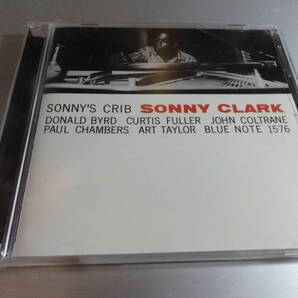 SONNY'S CRIB SONNY CLARK
DONALD BYRD CURTIS FULLER JOHN COLTRANE
PAUL CHAMBERS ART TAYLOR BLUE NOTE 1576